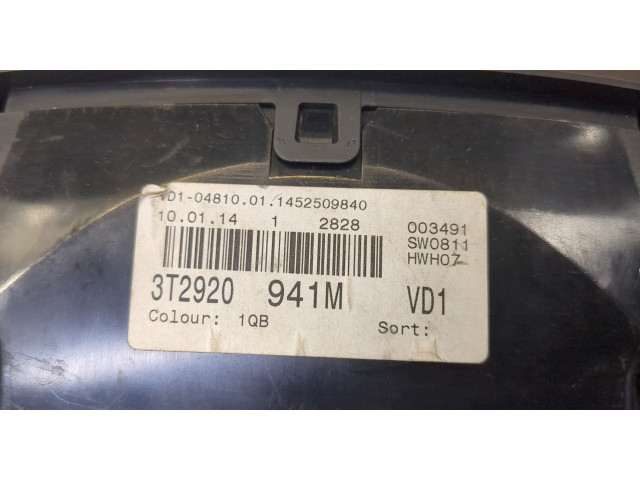 VD1-04810.01.1452509840
10.01.14 1 2828 003491
SW0811
HWH07
3T2920 941M VD1
Colour: 1QB Sort: